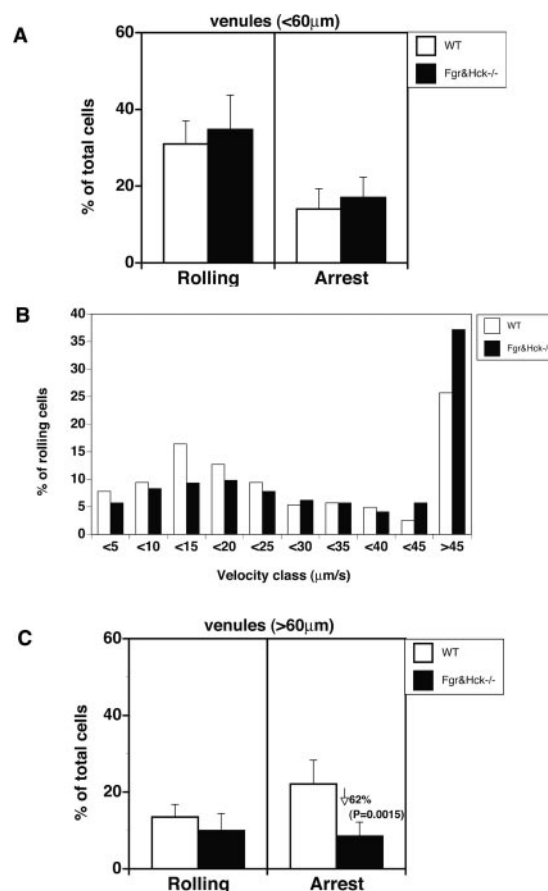 A
venules (<60μm)
WT
Fgr&Hck-/-
% of total cells
60
40
20
0
Rolling Arrest
B
WT
Fgr&Hck-/-
% of rolling cells
40
35
30
25
20
15
10
5
0
<5 <10 <15 <20 <25 <30 <35 <40 <45 >45
Velocity class (μm/s)
C
venules (>60μm)
WT
Fgr&Hck-/-
% of total cells
60
40
20
0
62%
(P=0.0015)
Rolling Arrest